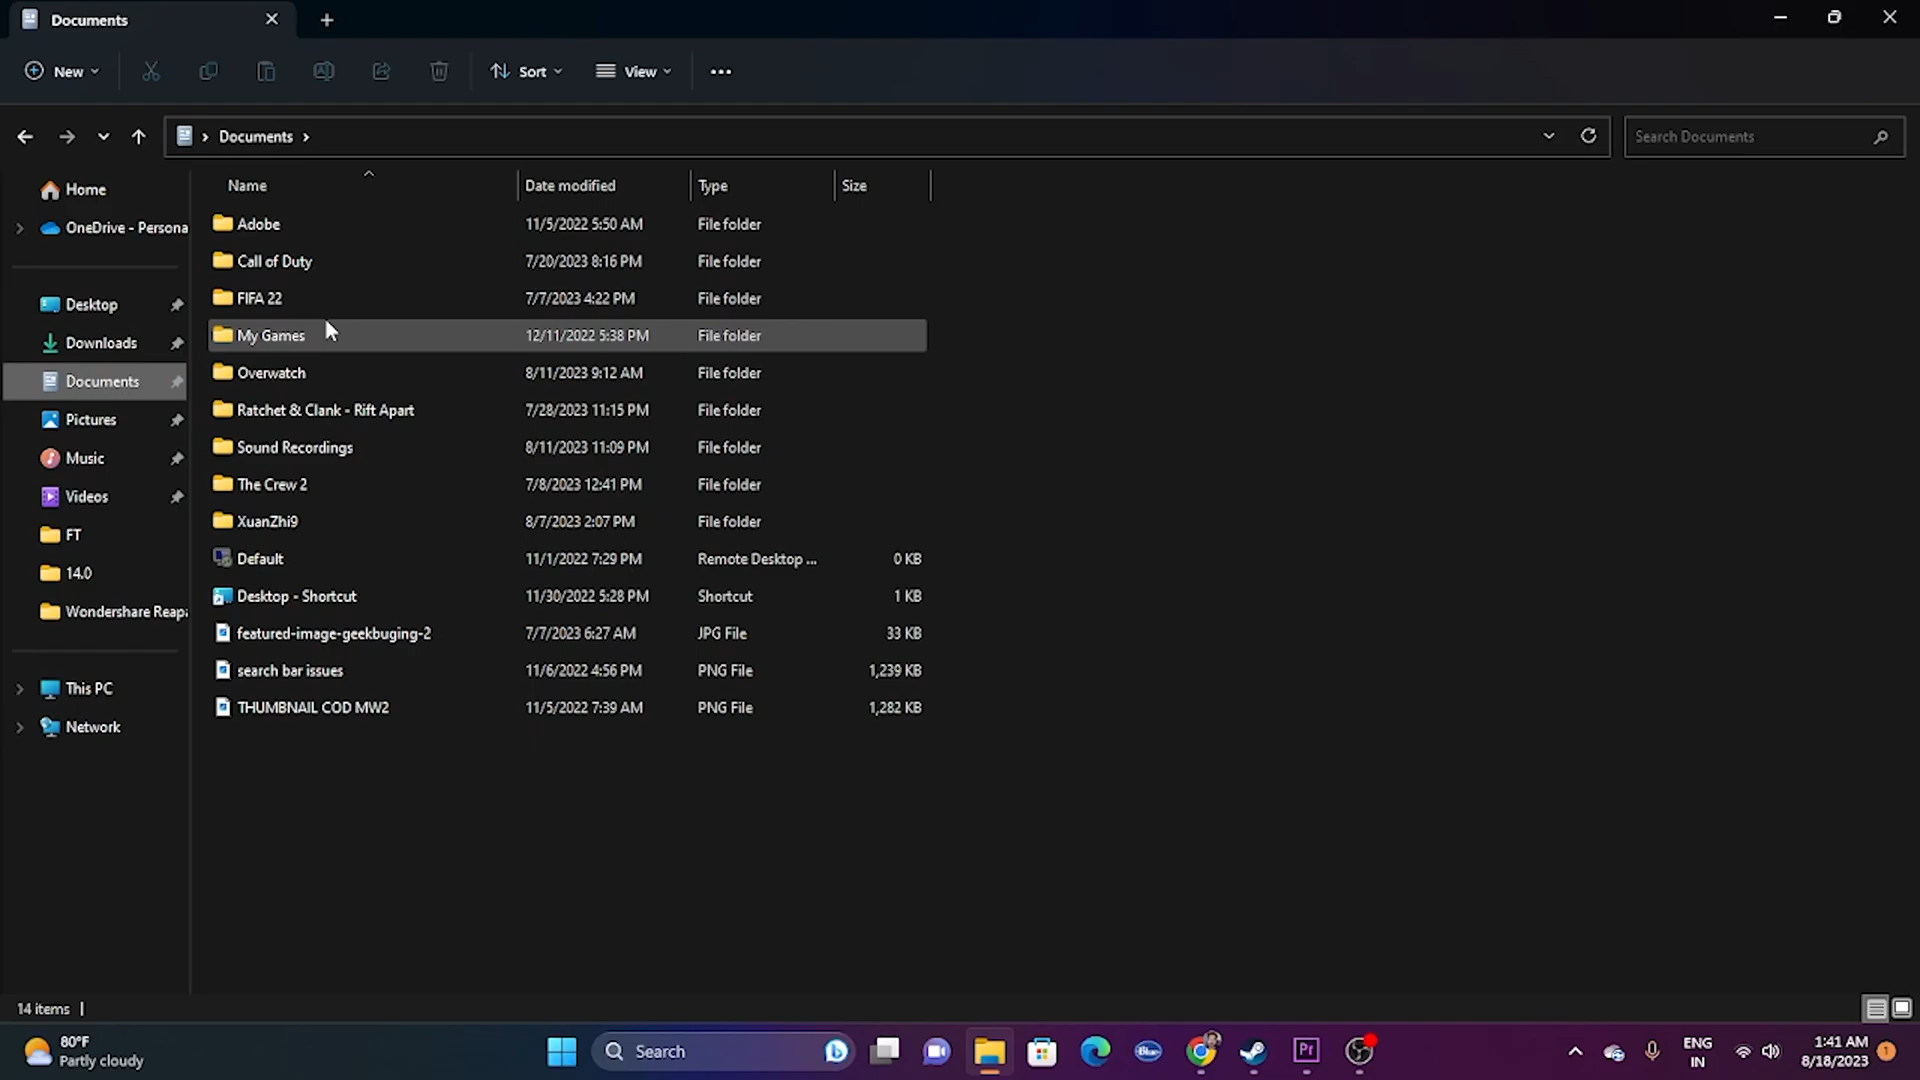 Documents
New
Sort
View
Documents
Search Documents
Name Date modified Type Size
Home
OneDrive - Persona
Desktop
Downloads
Documents
Pictures
Music
Videos
FT
14.0
Wondershare Repa
This PC
Network
Adobe 11/5/2022 5:50 AM File folder
Call of Duty 7/20/2023 8:16 PM File folder
FIFA 22 7/7/2023 4:22 PM File folder
My Games 12/11/2022 5:38 PM File folder
Overwatch 8/11/2023 9:12 AM File folder
Ratchet & Clank - Rift Apart 7/28/2023 11:15 PM File folder
Sound Recordings 8/11/2023 11:09 PM File folder
The Crew 2 7/8/2023 12:41 PM File folder
XuanZhi9 8/7/2023 2:07 PM File folder
Default 11/1/2022 7:29 PM Remote Desktop ... 0 KB
Desktop - Shortcut 11/30/2022 5:28 PM Shortcut 1 KB
featured-image-geekbuging-2 7/7/2023 6:27 AM JPG File 33 KB
search bar issues 11/6/2022 4:56 PM PNG File 1,239 KB
THUMBNAIL COD MW2 11/5/2022 7:39 AM PNG File 1,282 KB
14 items
80°F
Partly cloudy
Search
Blue
Pr
ENG
IN
1:41 AM
8/18/2023
1